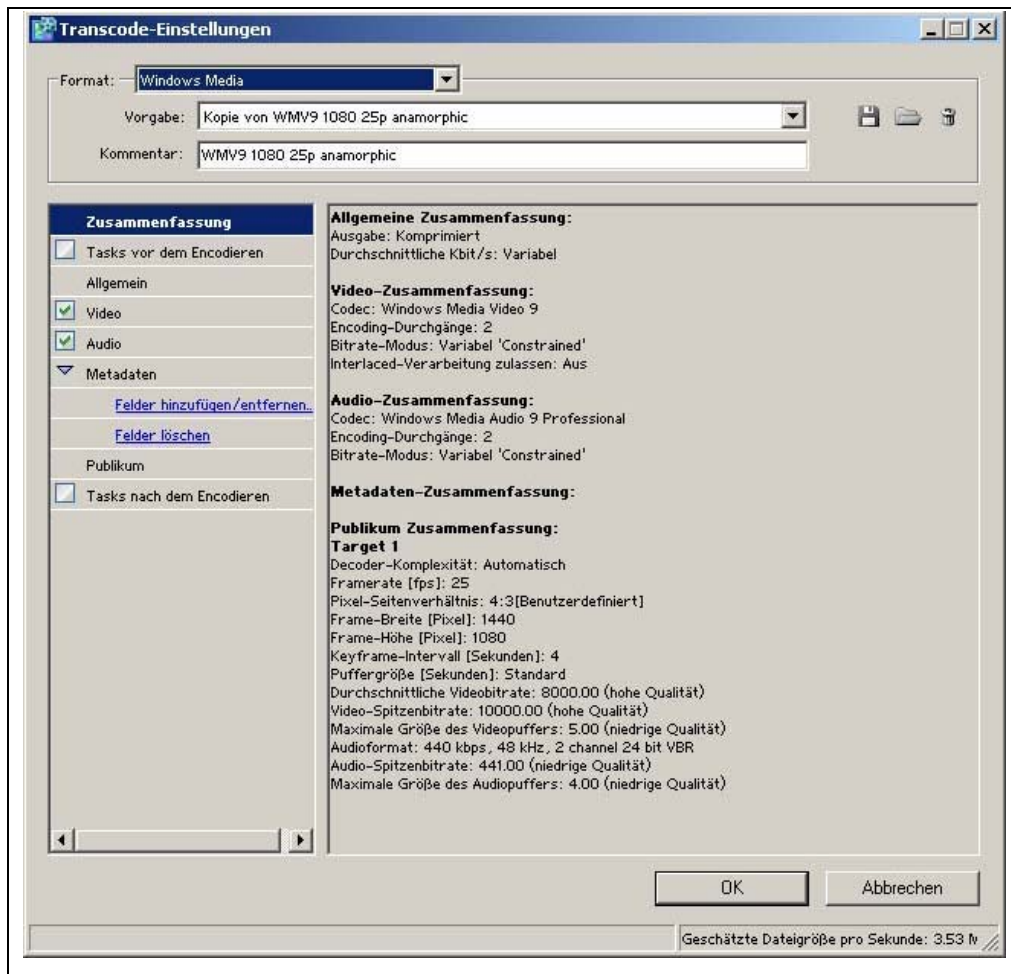 Transcode-Einstellungen
Format: Windows Media
Vorgabe: Kopie von WMV9 1080 25p anamorphic
Kommentar: WMV9 1080 25p anamorphic
Zusammenfassung
Tasks vor dem Encodieren
Allgemein
Video
Audio
Metadaten
Felder hinzufügen/entfernen..
Felder löschen
Publikum
Tasks nach dem Encodieren
Allgemeine Zusammenfassung:
Ausgabe: Komprimiert
Durchschnittliche Kbit/s: Variabel
Video-Zusammenfassung:
Codec: Windows Media Video 9
Encoding-Durchgänge: 2
Bitrate-Modus: Variabel 'Constrained'
Interlaced-Verarbeitung zulassen: Aus
Audio-Zusammenfassung:
Codec: Windows Media Audio 9 Professional
Encoding-Durchgänge: 2
Bitrate-Modus: Variabel 'Constrained'
Metadaten-Zusammenfassung:
Publikum Zusammenfassung:
Target 1
Decoder-Komplexität: Automatisch
Framerate [fps]: 25
Pixel-Seitenverhältnis: 4:3[Benutzerdefiniert]
Frame-Breite [Pixel]: 1440
Frame-Höhe [Pixel]: 1080
Keyframe-Intervall [Sekunden]: 4
Puffergröße [Sekunden]: Standard
Durchschnittliche Videobitrate: 8000.00 (hohe Qualität)
Video-Spitzenbitrate: 10000.00 (hohe Qualität)
Maximale Größe des Videopuffers: 5.00 (niedrige Qualität)
Audioformat: 440 kbps, 48 kHz, 2 channel 24 bit VBR
Audio-Spitzenbitrate: 441.00 (niedrige Qualität)
Maximale Größe des Audiopuffers: 4.00 (niedrige Qualität)
OK
Abbrechen
Geschätzte Dateigröße pro Sekunde: 3.53